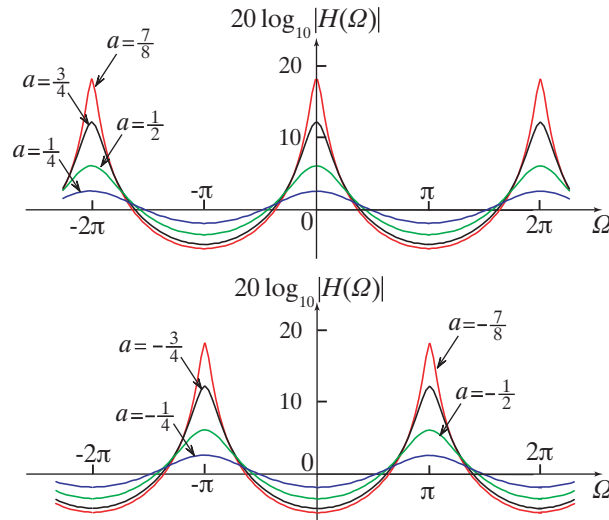 20 log₁₀|H(Ω)|
a = 7/8
20
a = 3/4
a = 1/2
10
a = 1/4
-π
π
-2π
0
2π
Ω
20 log₁₀|H(Ω)|
20
a = -7/8
a = -3/4
10
a = -1/2
a = -1/4
-2π
2π
-π
0
π
Ω